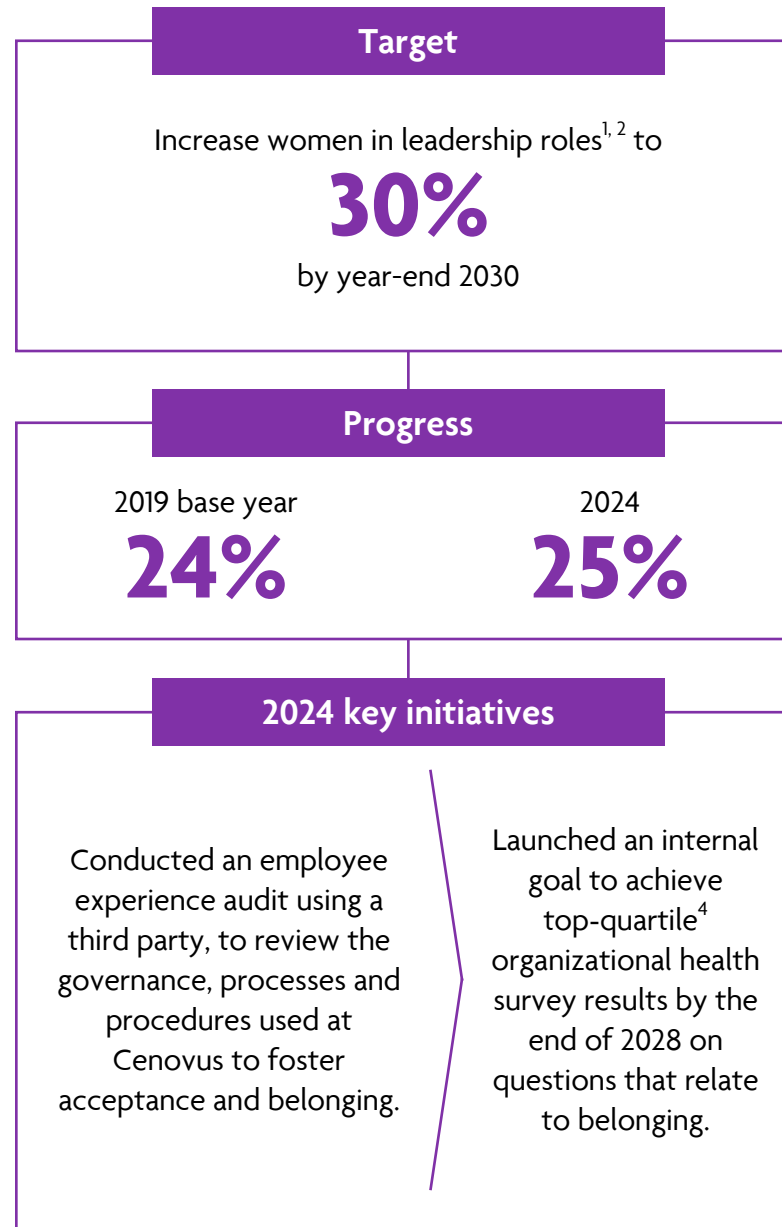 Target
Increase women in leadership roles1, 2 to
30%
by year-end 2030
Progress
2019 base year
24%
2024
25%
2024 key initiatives
Conducted an employee
experience audit using a
third party, to review the
governance, processes and
procedures used at
Cenovus to foster
acceptance and belonging.
Launched an internal
goal to achieve
top-quartile4
organizational health
survey results by the
end of 2028 on
questions that relate
to belonging.